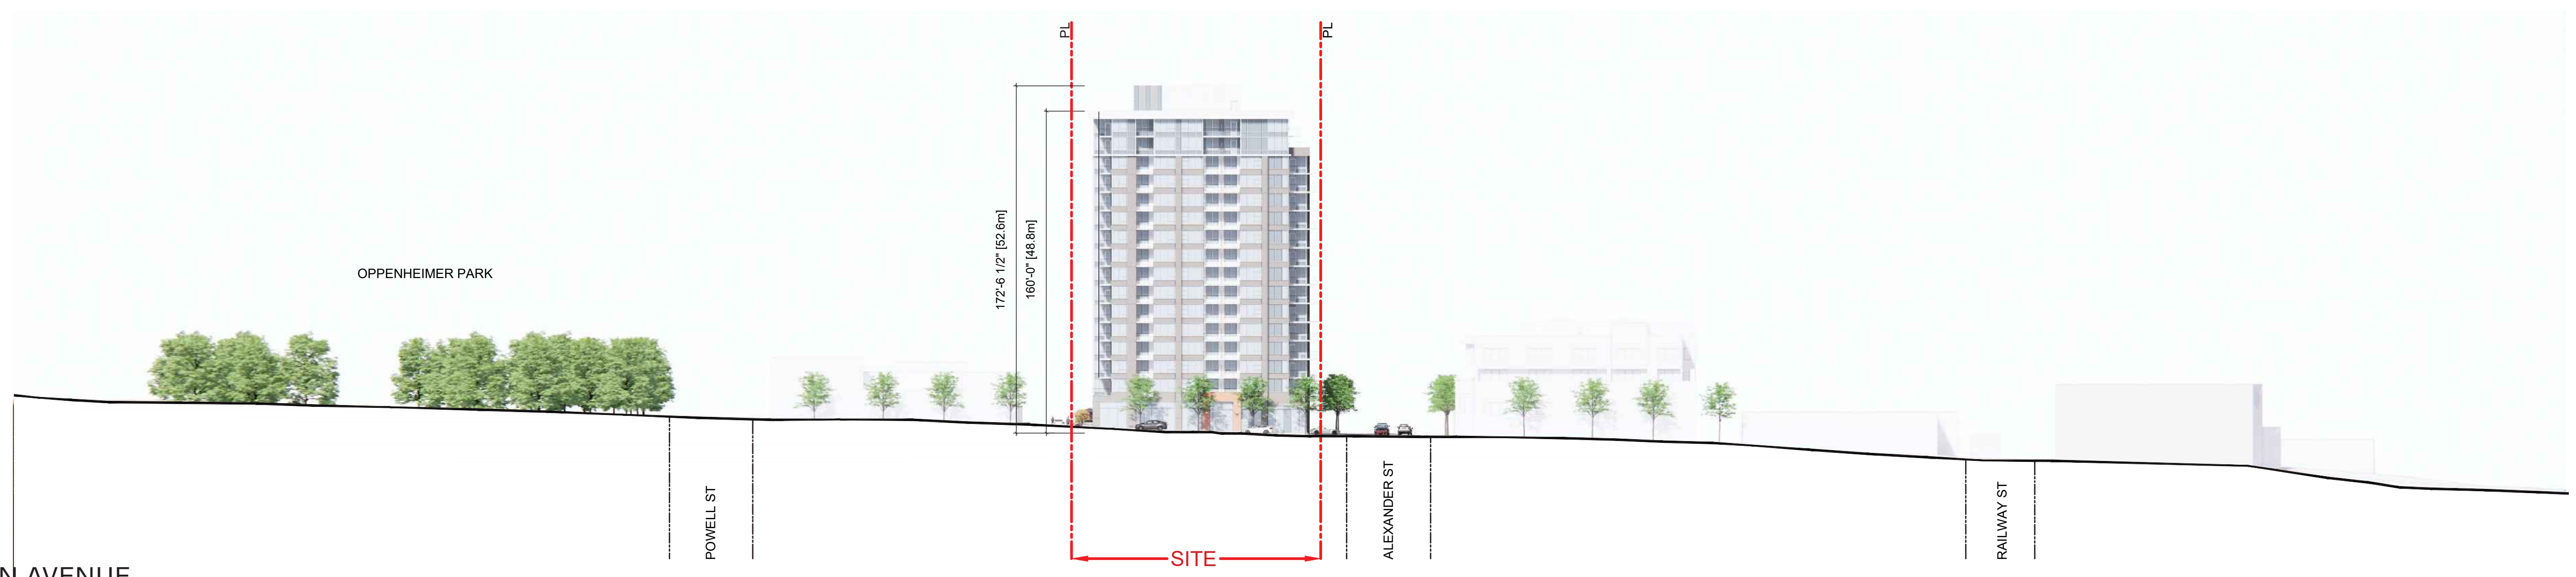 PL
PL
172'-6 1/2" [52.6m]
160'-0" [48.8m]
OPPENHEIMER PARK
POWELL ST
ALEXANDER ST
RAILWAY ST
SITE
N AVENUE